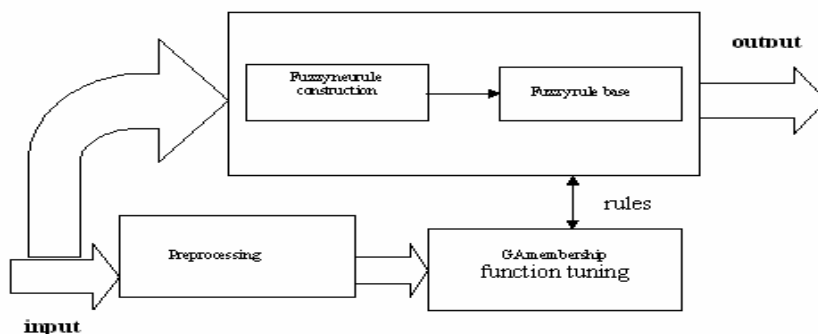 output
Fuzzyneurule
construction
Fuzzyrule base
rules
Preprocessing
GAmembership
function tuning
input